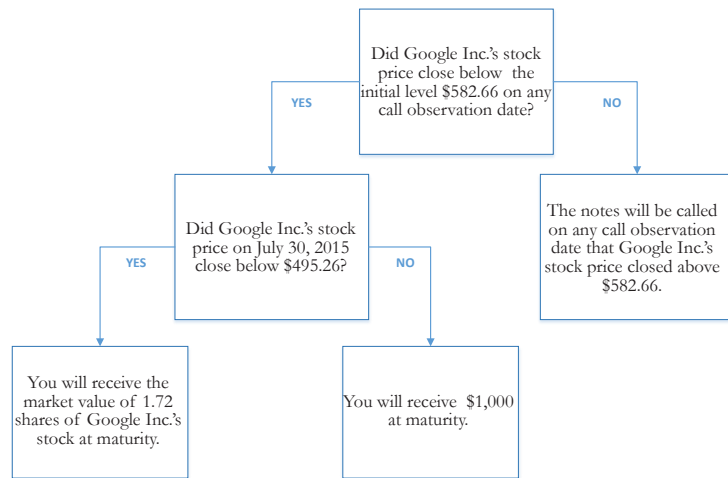 Did Google Inc.'s stock
price close below the
initial level $582.66 on any
call observation date?
YES
NO
Did Google Inc.'s stock
price on July 30, 2015
close below $495.26?
The notes will be called
on any call observation
date that Google Inc.'s
stock price closed above
$582.66.
YES
NO
You will receive the
market value of 1.72
shares of Google Inc.'s
stock at maturity.
You will receive $1,000
at maturity.